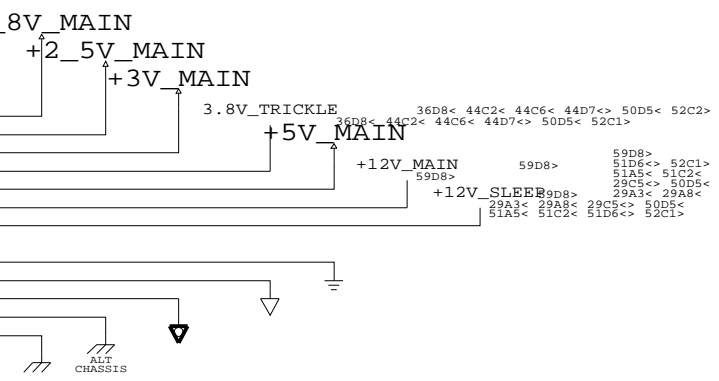 _8V_MAIN
+2_5V_MAIN
+3V_MAIN
3.8V_TRICKLE
36D8< 44C2< 44C6< 44D7<> 50D5< 52C2>
36D8< 44C2< 44C6< 44D7<> 50D5< 52C1>
+5V_MAIN
+12V_MAIN
59D8>
59D8>
59D8>
51D6<> 52C1>
51A5< 51C2<
29C5<> 50D5<
29A3< 29A8<
+12V_SLEEP
59D8>
29A3< 29A8< 29C5<> 50D5<
51A5< 51C2< 51D6<> 52C1>
ALT
CHASSIS